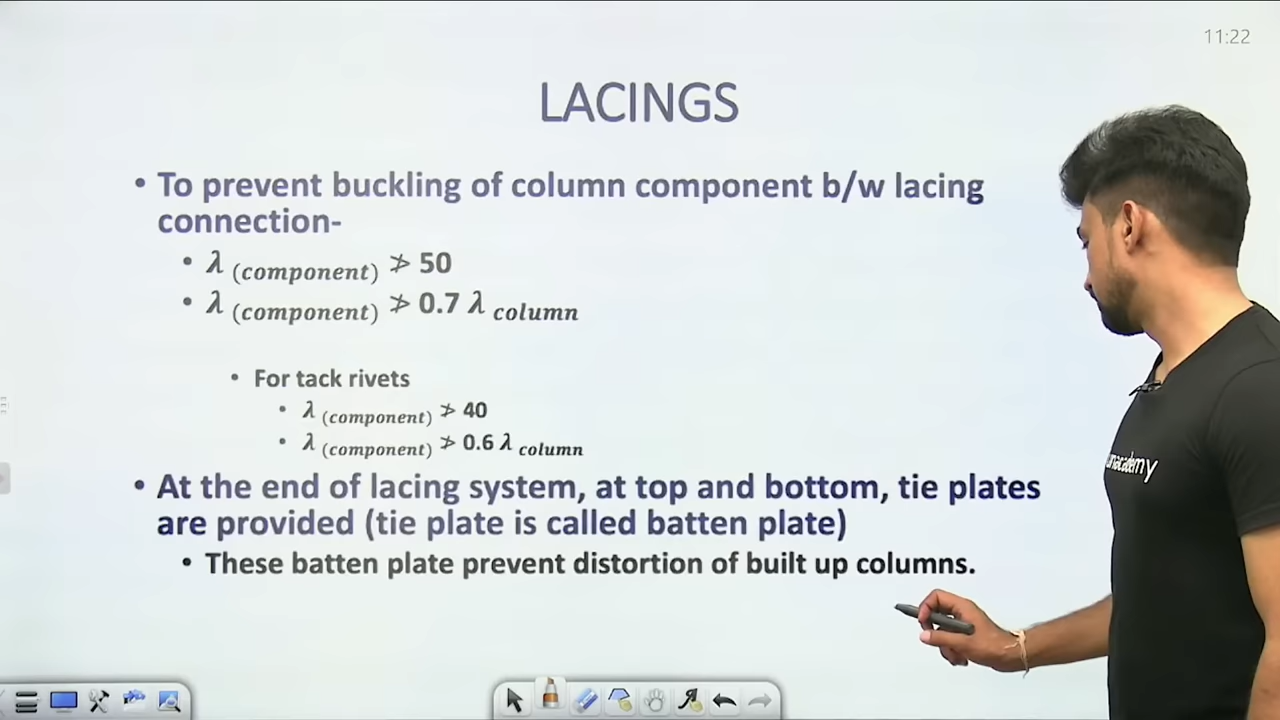 11:22
LACINGS
• To prevent buckling of column component b/w lacing
connection-
• λ (component) ≯ 50
• λ (component) ≯ 0.7 λ column
• For tack rivets
• λ (component) ≯ 40
• λ (component) ≯ 0.6 λ column
• At the end of lacing system, at top and bottom, tie plates
are provided (tie plate is called batten plate)
• These batten plate prevent distortion of built up columns.
unacademy